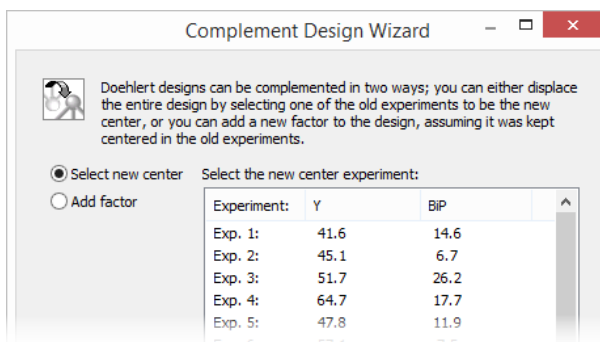 Complement Design Wizard
Doehlert designs can be complemented in two ways; you can either displace
the entire design by selecting one of the old experiments to be the new
center, or you can add a new factor to the design, assuming it was kept
centered in the old experiments.
Select new center Select the new center experiment:
Add factor
Experiment: Y BiP
Exp. 1: 41.6 14.6
Exp. 2: 45.1 6.7
Exp. 3: 51.7 26.2
Exp. 4: 64.7 17.7
Exp. 5: 47.8 11.9